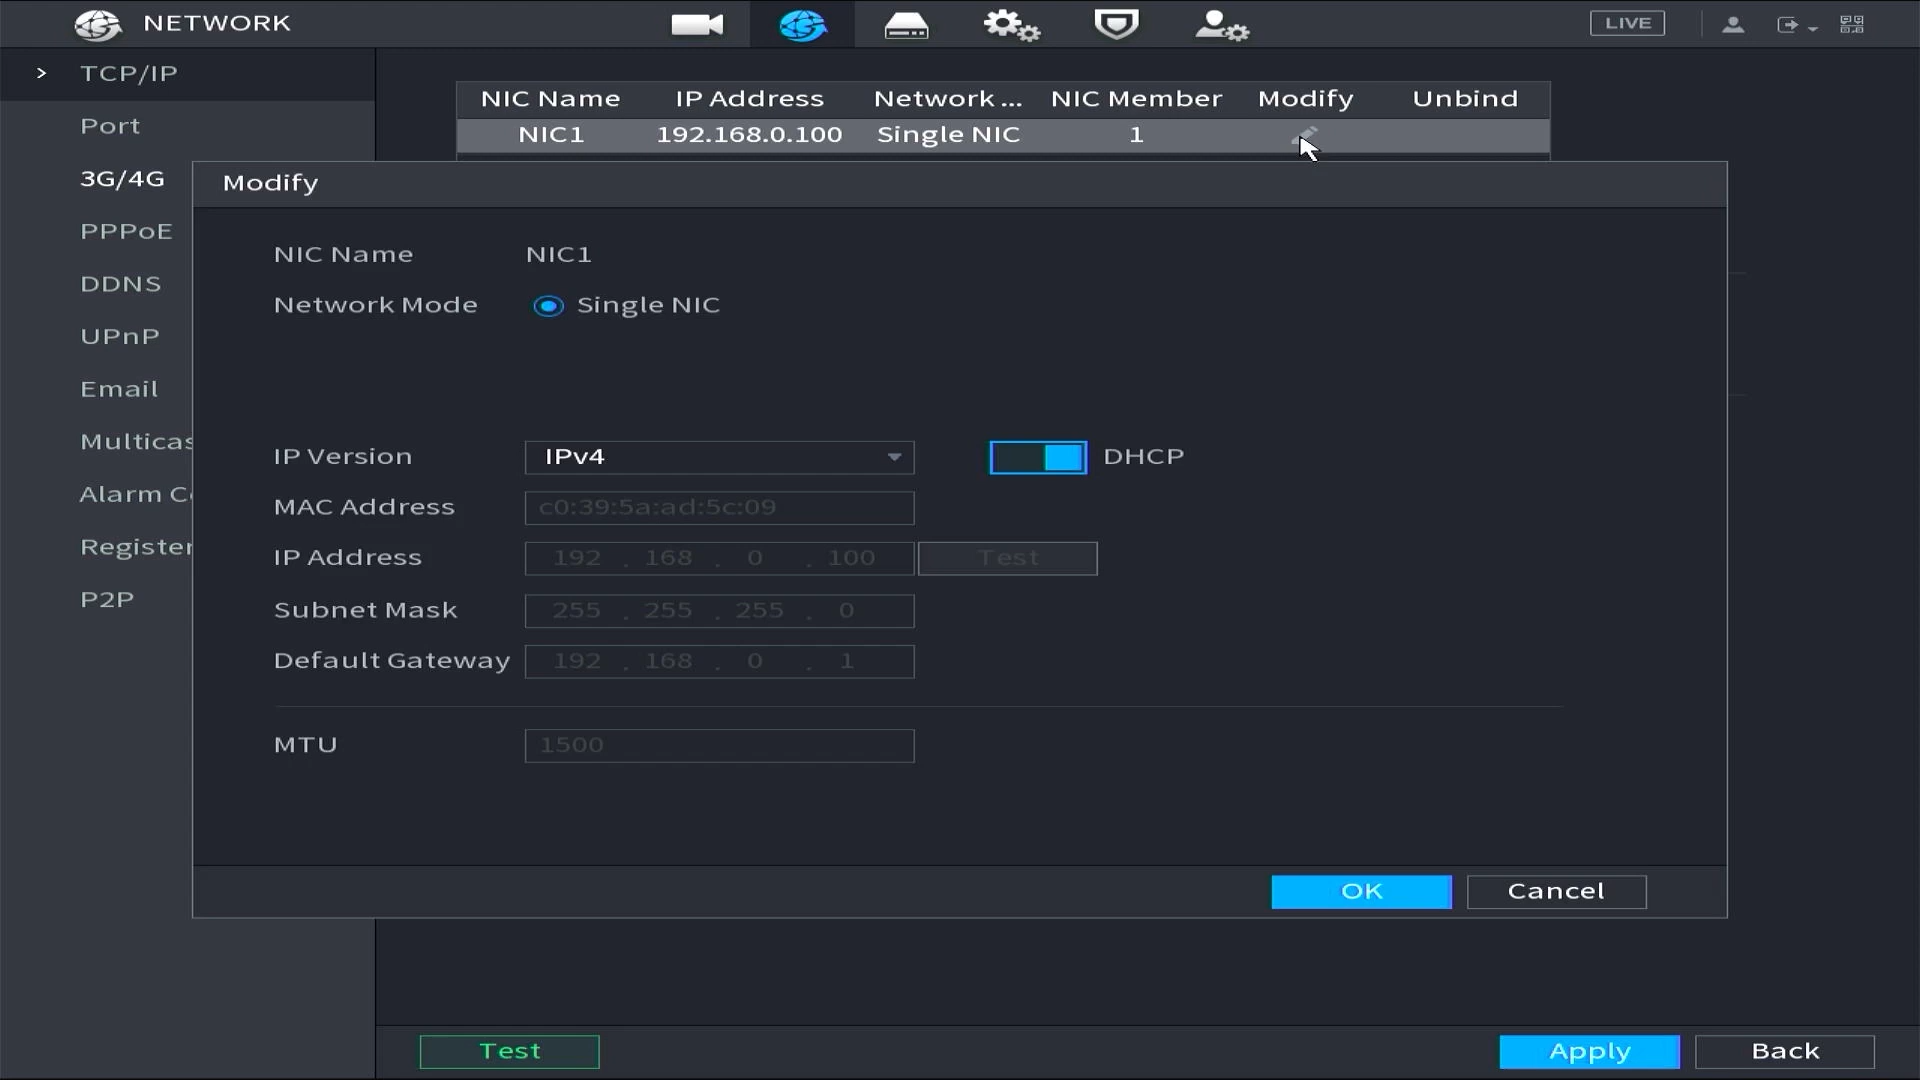 NETWORK
LIVE
TCP/IP
Port
3G/4G
PPPoE
DDNS
UPnP
Email
Multicas
Alarm C
Register
P2P
NIC Name IP Address Network ... NIC Member Modify Unbind
NIC1 192.168.0.100 Single NIC 1
Modify
NIC Name NIC1
Network Mode Single NIC
IP Version IPv4 DHCP
MAC Address c0:39:5a:ad:5c:09
IP Address 192 . 168 . 0 . 100 Test
Subnet Mask 255 . 255 . 255 . 0
Default Gateway 192 . 168 . 0 . 1
MTU 1500
OK Cancel
Test Apply Back